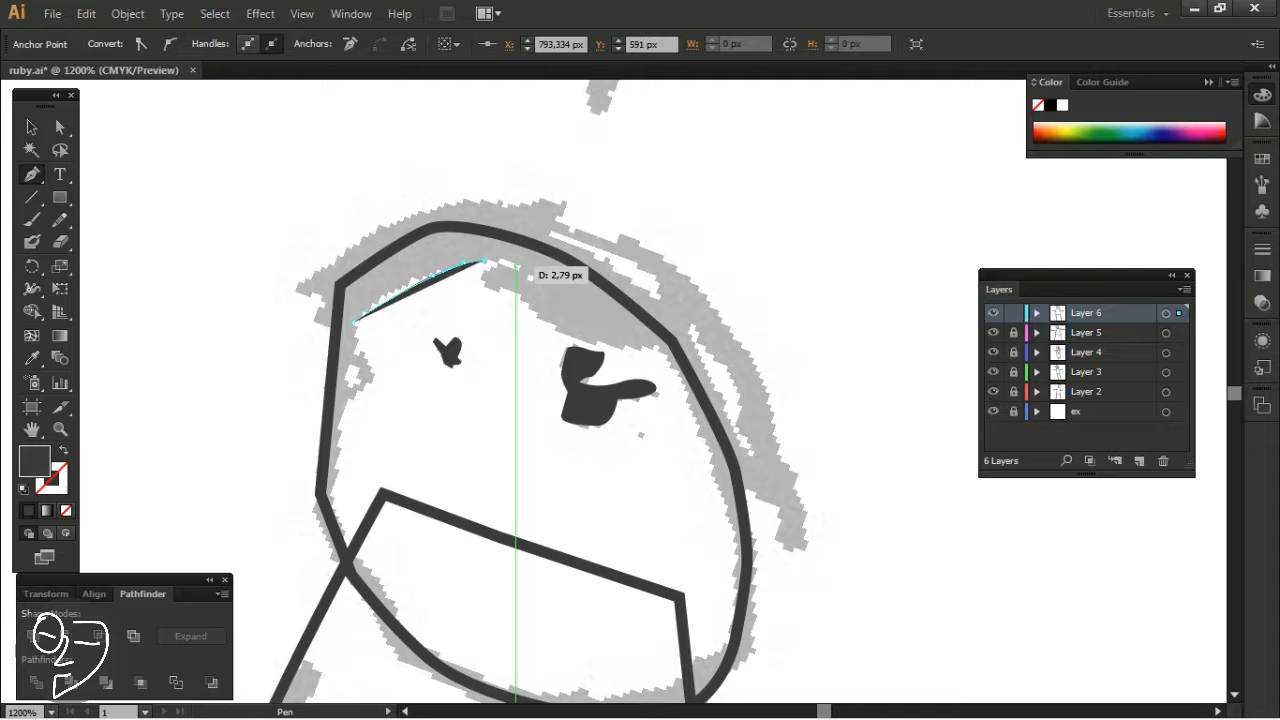 Ai File Edit Object Type Select Effect View Window Help Br Essentials
Anchor Point Convert: Handles: Anchors: X: 793,334 px Y: 591 px W: 0 px H: 0 px
ruby.ai* @ 1200% (CMYK/Preview)
Color Color Guide
D: 2,79 px
Layers
Layer 6
Layer 5
Layer 4
Layer 3
Layer 2
ex
6 Layers
Transform Align Pathfinder
Shape Modes:
Expand
Pathfinders:
1200% 1 Pen